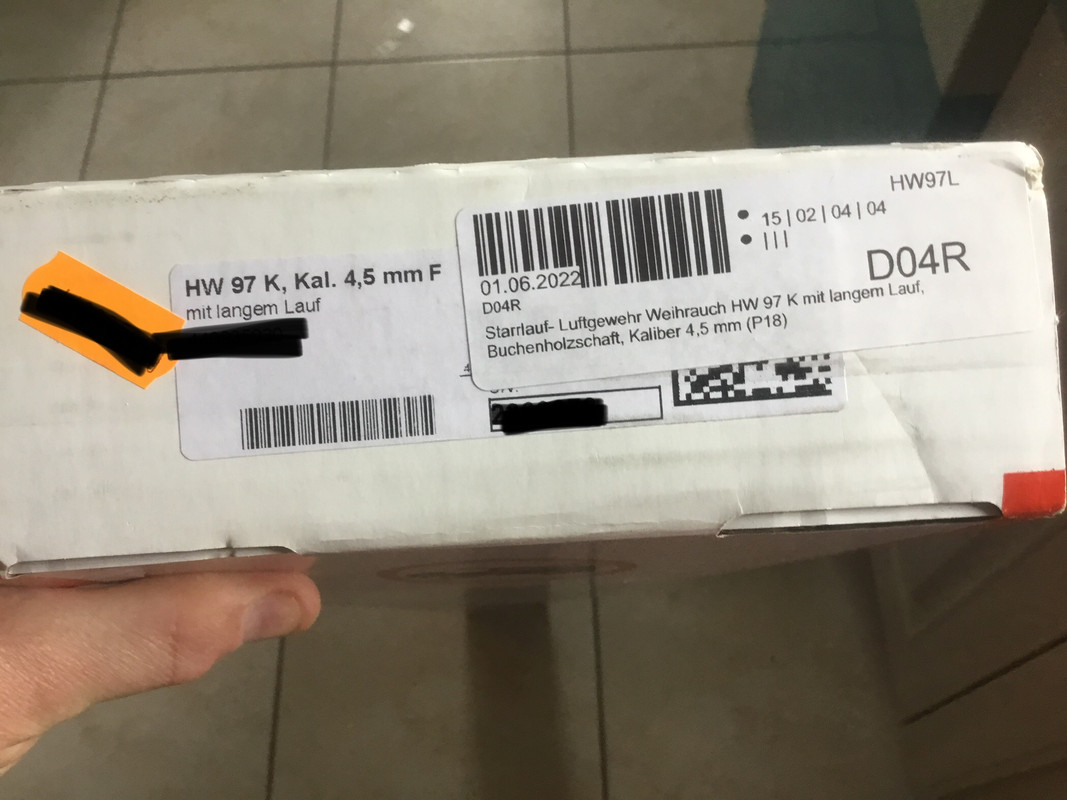 HW 97 K, Kal. 4,5 mm F
mit langem Lauf
HW97L
15 | 02 | 04 | 04
| | |
D04R
01.06.2022
D04R
Starrlauf- Luftgewehr Weihrauch HW 97 K mit langem Lauf,
Buchenholzschaft, Kaliber 4,5 mm (P18)